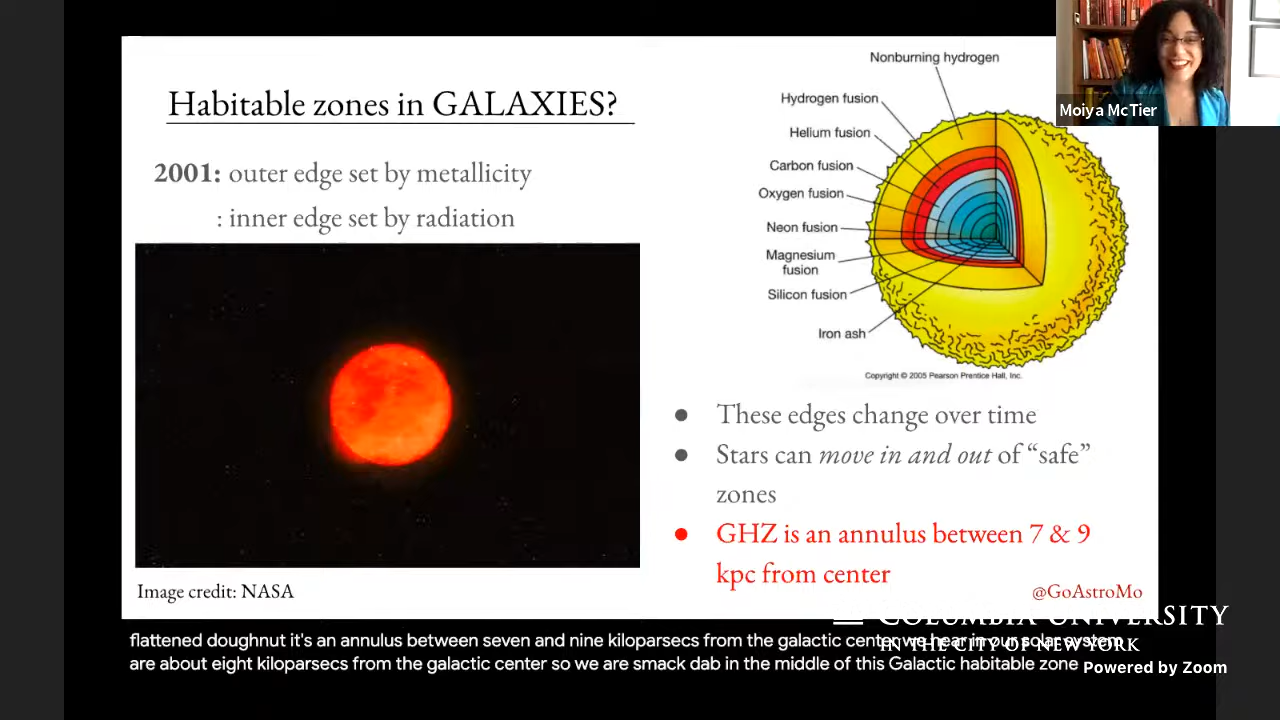 Habitable zones in GALAXIES?
2001: outer edge set by metallicity
: inner edge set by radiation
Image credit: NASA
Nonburning hydrogen
Hydrogen fusion
Helium fusion
Carbon fusion
Oxygen fusion
Neon fusion
Magnesium
fusion
Silicon fusion
Iron ash
Copyright © 2005 Pearson Prentice Hall, Inc.
● These edges change over time
● Stars can move in and out of “safe”
zones
● GHZ is an annulus between 7 & 9
kpc from center
@GoAstroMo
Moiya McTier
COLUMBIA UNIVERSITY
IN THE CITY OF NEW YORK
flattened doughnut it's an annulus between seven and nine kiloparsecs from the galactic center we hear in our solar system
are about eight kiloparsecs from the galactic center so we are smack dab in the middle of this Galactic habitable zone
Powered by Zoom